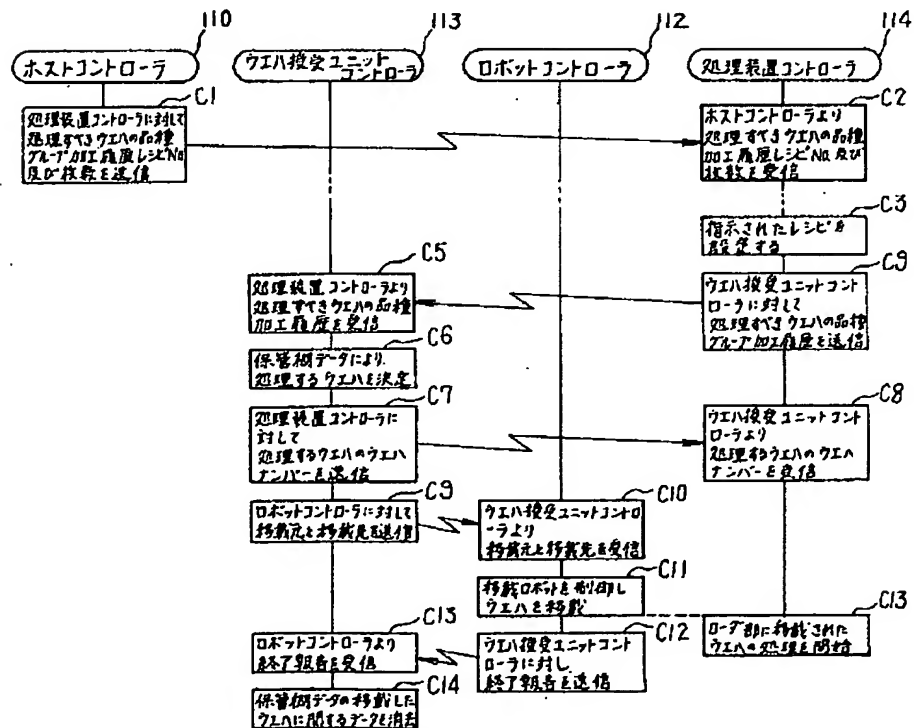 110
113
112
114
ホストコントローラ
ウエハ授受ユニット
コントローラ
ロボットコントローラ
処理装置コントローラ
C1
処理装置コントローラに対して
処理すべきウエハの品種
グループ加工履歴レシピNo.
及び枚数を送信
C2
ホストコントローラより
処理すべきウエハの品種
加工履歴レシピNo.及び
枚数を受信
C3
指示されたレシピを
設定する
C9
ウエハ授受ユニットコント
ローラに対して
処理すべきウエハの品種
グループ加工履歴を送信
C5
処理装置コントローラより
処理すべきウエハの品種
加工履歴を受信
C6
保管棚データにより、
処理するウエハを決定
C7
処理装置コントローラに
対して
処理するウエハのウエハ
ナンバーを送信
C8
ウエハ授受ユニットコント
ローラより
処理するウエハのウエハ
ナンバーを受信
C9
ロボットコントローラに対して
移載元と移載先を送信
C10
ウエハ授受ユニットコント
ローラより
移載元と移載先を受信
C11
移載ロボットを制御し
ウエハを移載
C13
ローダ部に移載された
ウエハの処理を開始
C12
ウエハ授受ユニットコント
ローラに対し
終了報告を送信
C13
ロボットコントローラより
終了報告を受信
C14
保管棚データの移載した
ウエハに関するデータを消去